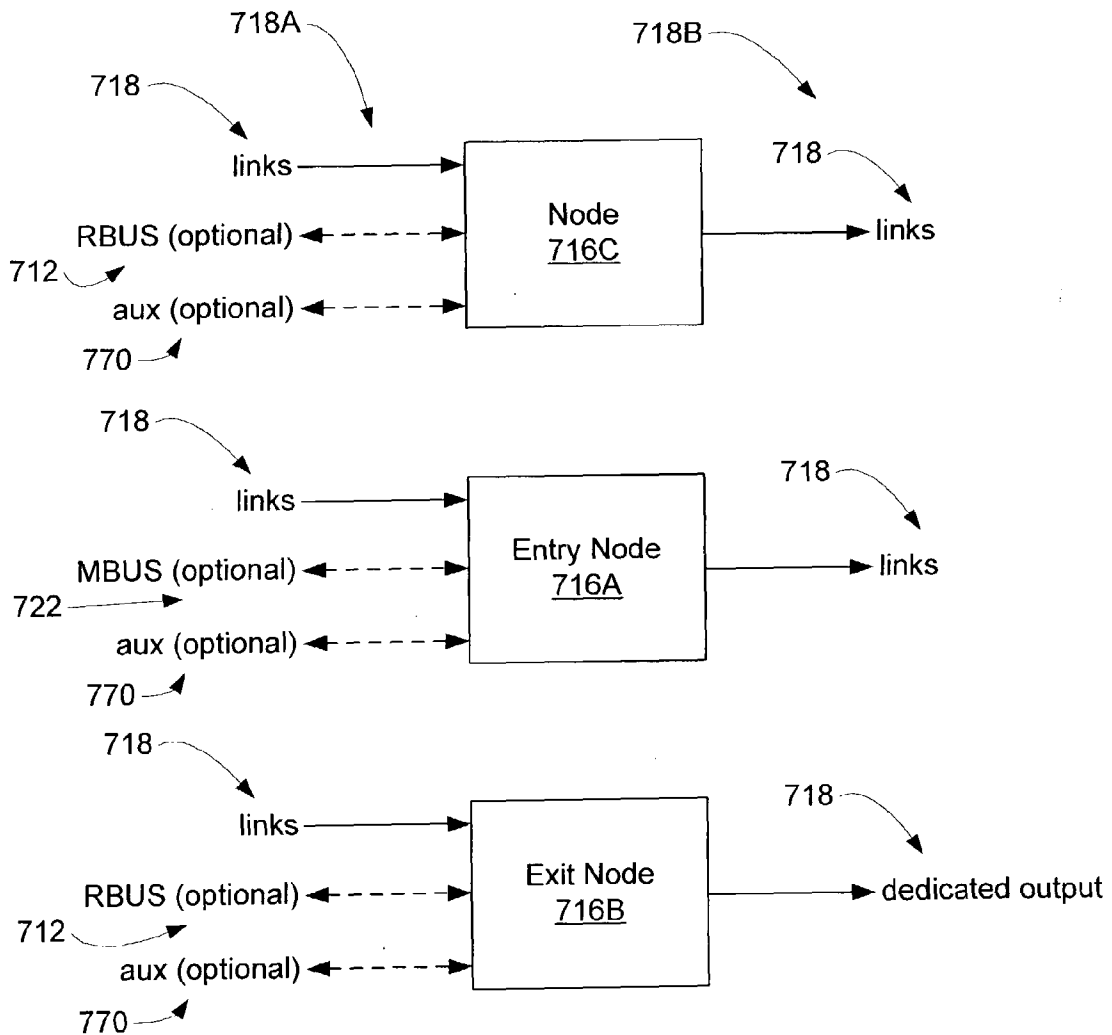 718A
718B
718
718
links
Node
716C
links
RBUS (optional)
712
aux (optional)
770
718
718
links
Entry Node
716A
links
MBUS (optional)
722
aux (optional)
770
718
718
links
Exit Node
716B
dedicated output
RBUS (optional)
712
aux (optional)
770